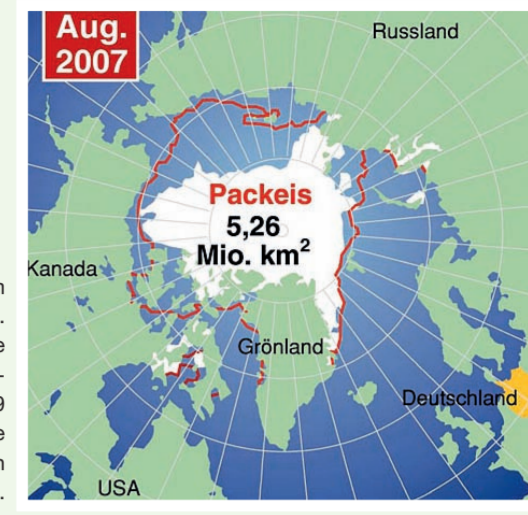 Aug.
2007
Russland
Packeis
5,26
Mio. km²
Kanada
Grönland
Deutschland
USA